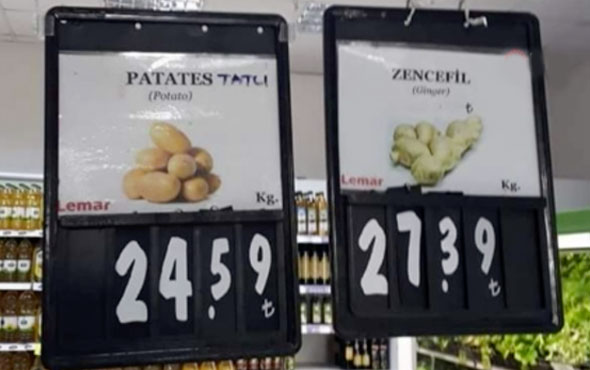 PATATES TATLI
(Potato)
Lemar
Kg.
24,59 ₺
ZENCEFİL
(Ginger)
₺
Lemar
Kg.
27,39 ₺